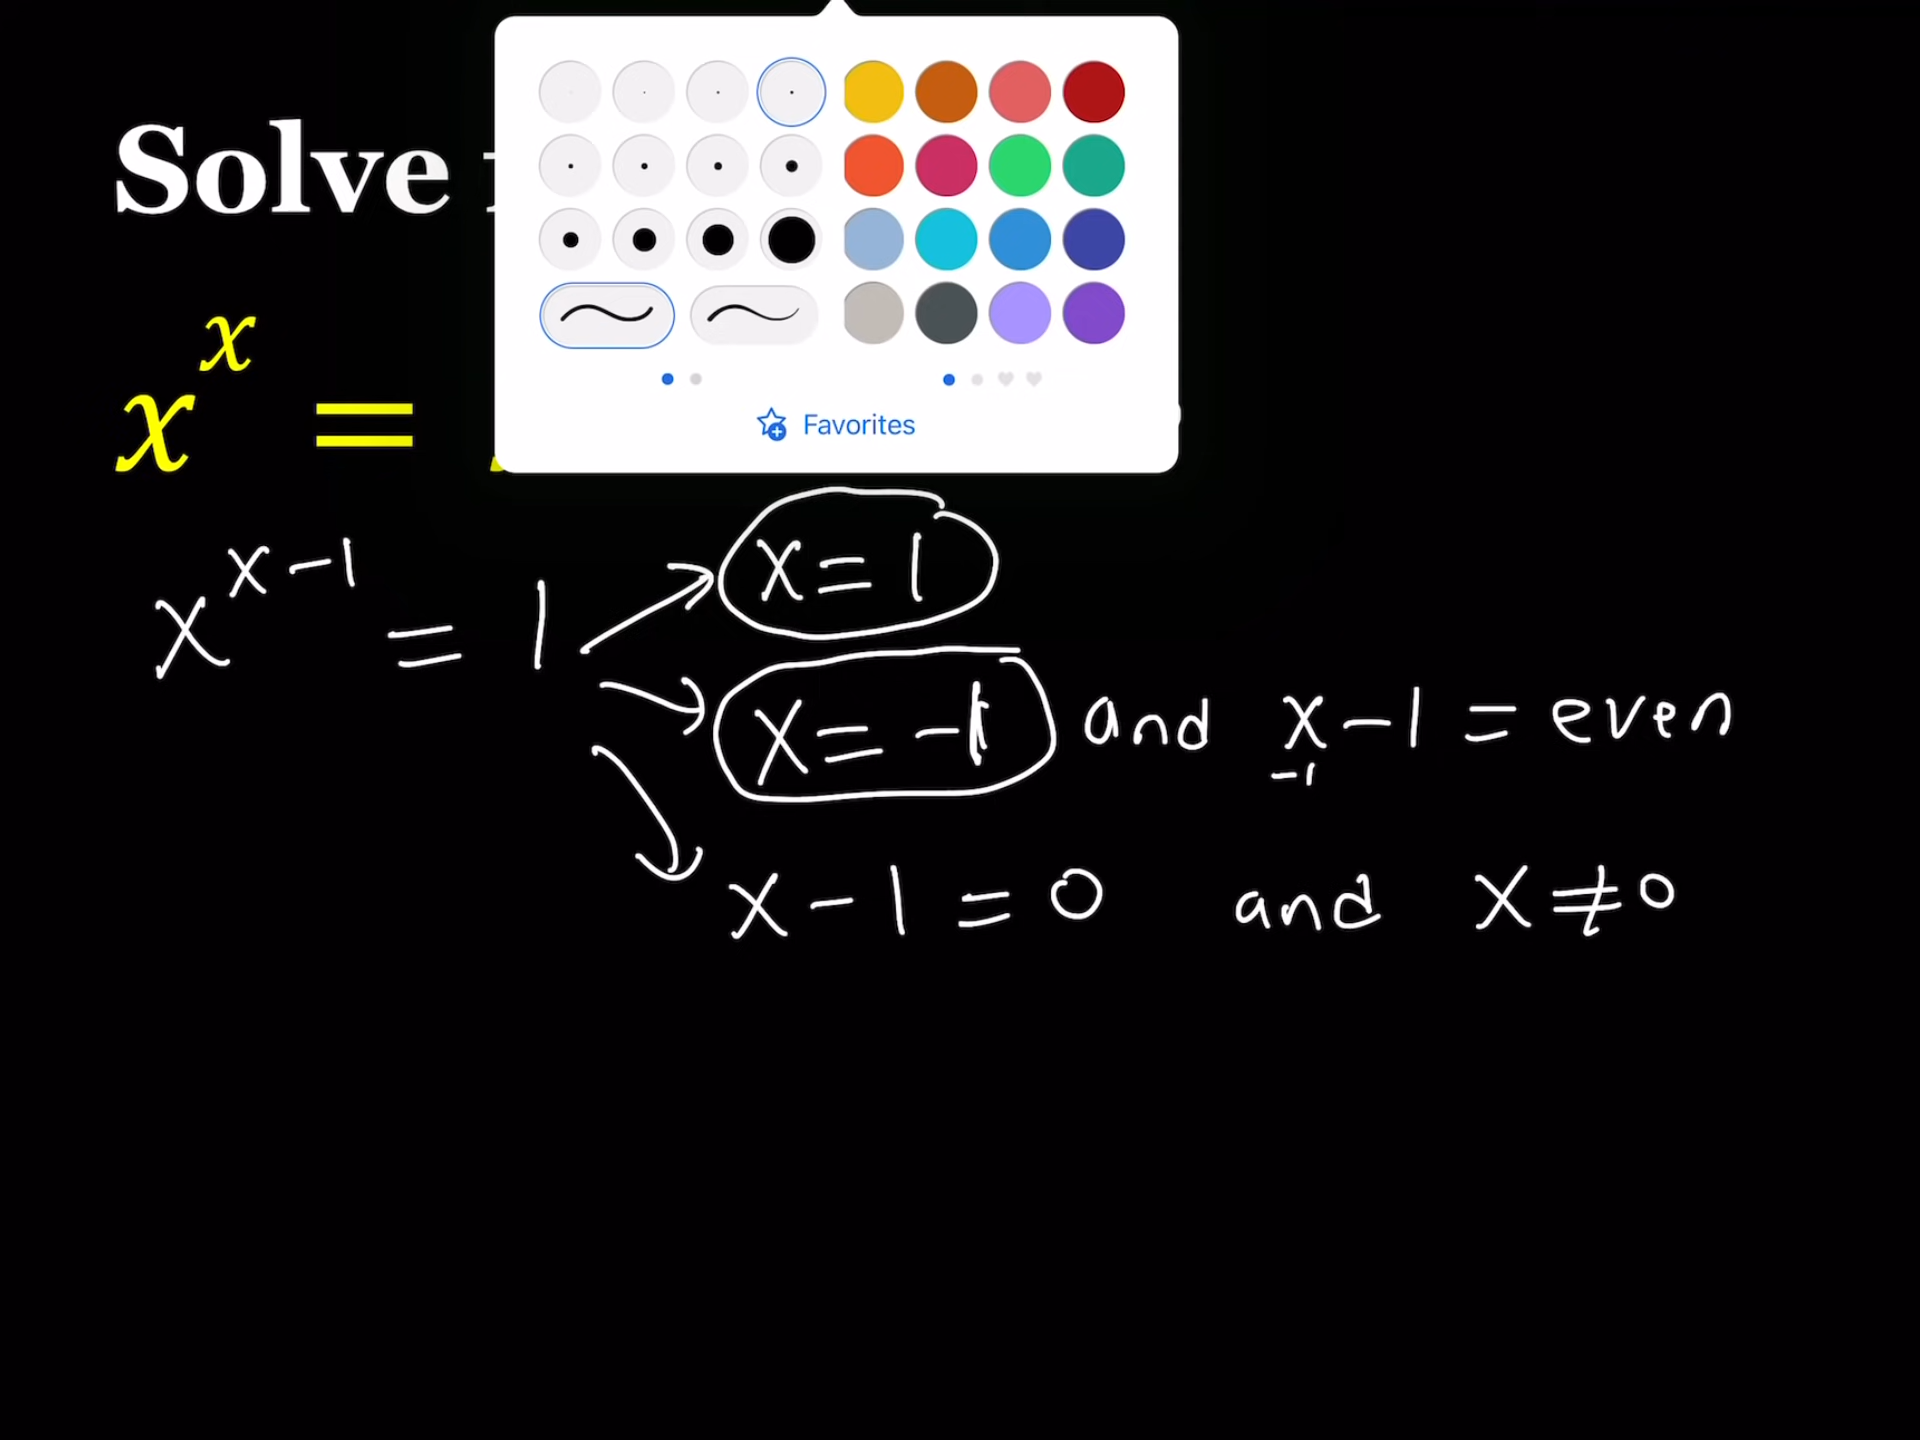 Solve
Favorites
x^x =
x^{x-1} = 1
x = 1
x = -1 and x - 1 = even
-1
x - 1 = 0 and x ≠ 0